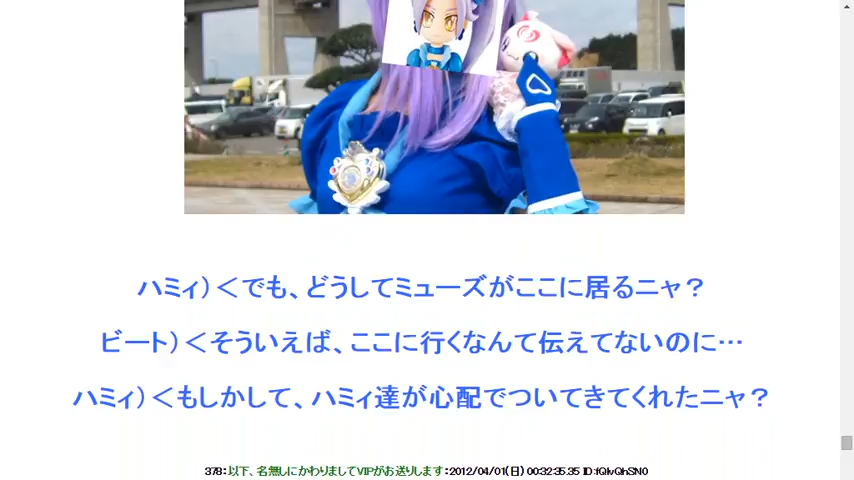 ハミィ)＜でも、どうしてミューズがここに居るニャ？
ビート)＜そういえば、ここに行くなんて伝えてないのに…
ハミィ)＜もしかして、ハミィ達が心配でついてきてくれたニャ？
378：以下、名無しにかわりましてVIPがお送りします：2012/04/01(日) 00:32:35.35 ID:fQlvQhSN0